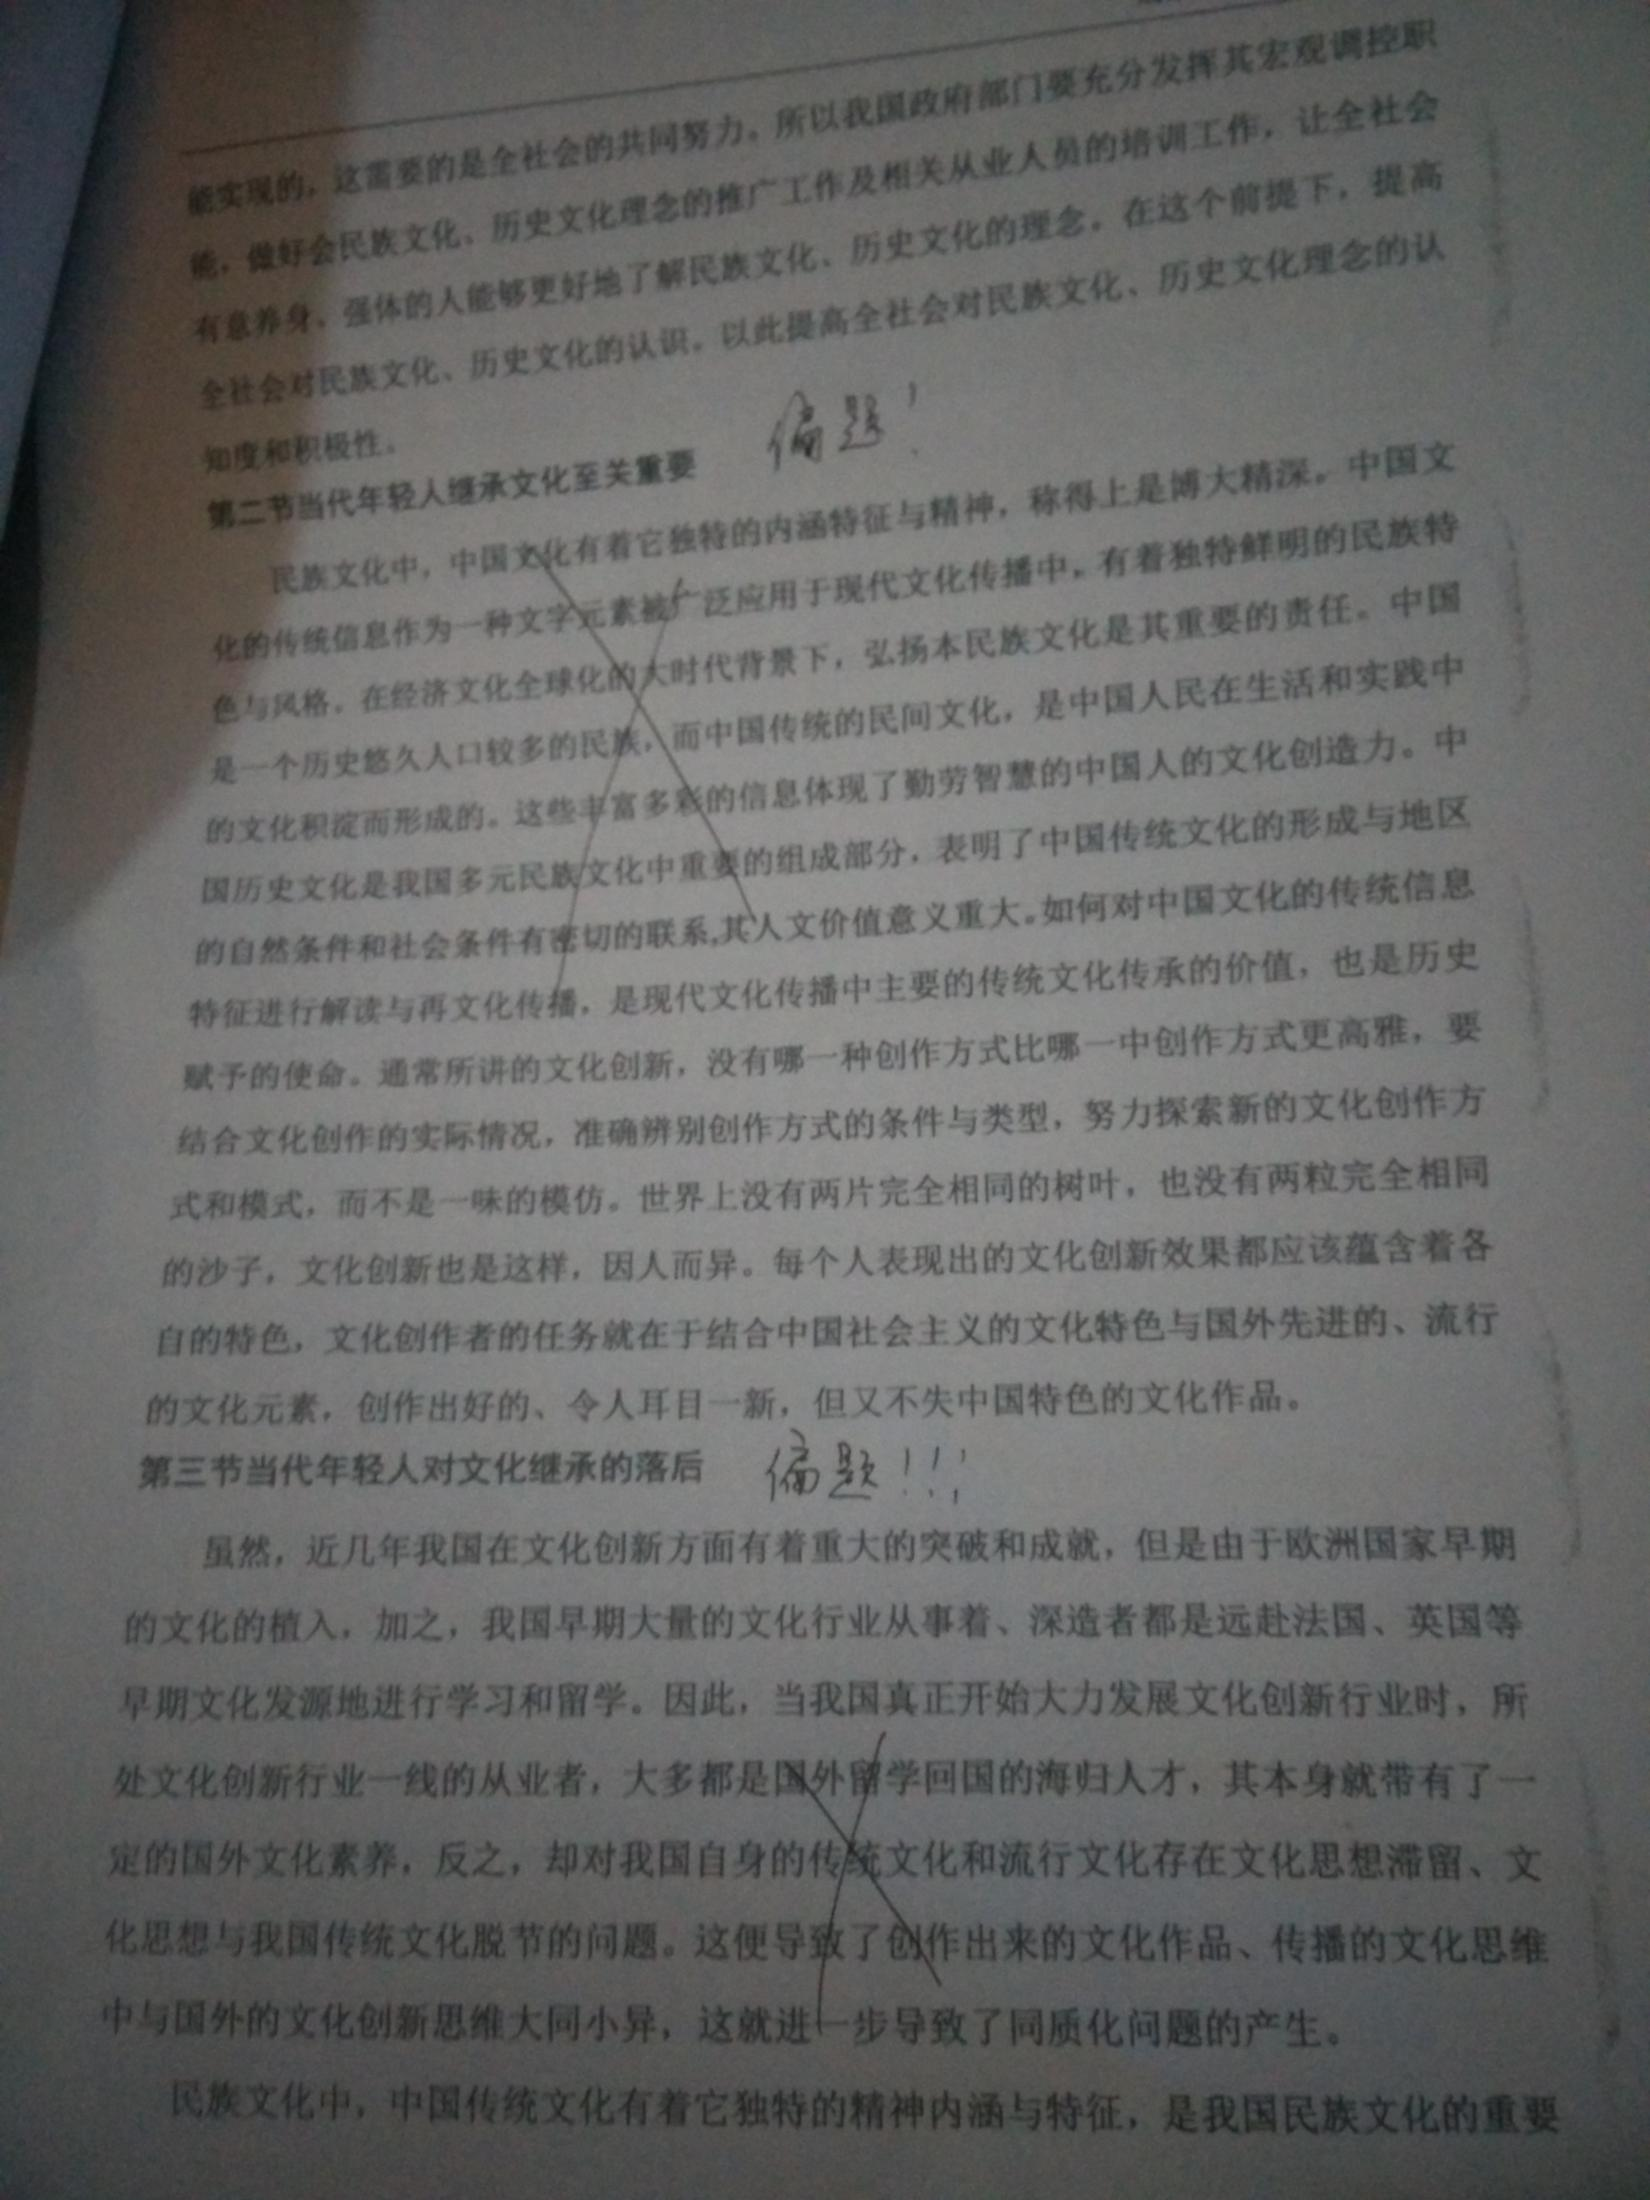 能实现的，这需要的是全社会的共同努力。所以我国政府部门要充分发挥其宏观调控职
能，做好会民族文化、历史文化理念的推广工作及相关从业人员的培训工作，让全社会
有意养身、强体的人能够更好地了解民族文化、历史文化的理念。在这个前提下，提高
全社会对民族文化、历史文化的认识。以此提高全社会对民族文化、历史文化理念的认
知度和积极性。
偏题！
第二节当代年轻人继承文化至关重要
民族文化中，中国文化有着它独特的内涵特征与精神，称得上是博大精深。中国文
化的传统信息作为一种文字元素被广泛应用于现代文化传播中。有着独特鲜明的民族特
色与风格。在经济文化全球化的大时代背景下，弘扬本民族文化是其重要的责任。中国
是一个历史悠久人口较多的民族，而中国传统的民间文化，是中国人民在生活和实践中
的文化积淀而形成的。这些丰富多彩的信息体现了勤劳智慧的中国人的文化创造力。中
国历史文化是我国多元民族文化中重要的组成部分，表明了中国传统文化的形成与地区
的自然条件和社会条件有密切的联系,其人文价值意义重大。如何对中国文化的传统信息
特征进行解读与再文化传播，是现代文化传播中主要的传统文化传承的价值，也是历史
赋予的使命。通常所讲的文化创新，没有哪一种创作方式比哪一中创作方式更高雅，要
结合文化创作的实际情况，准确辨别创作方式的条件与类型，努力探索新的文化创作方
式和模式，而不是一味的模仿。世界上没有两片完全相同的树叶，也没有两粒完全相同
的沙子，文化创新也是这样，因人而异。每个人表现出的文化创新效果都应该蕴含着各
自的特色，文化创作者的任务就在于结合中国社会主义的文化特色与国外先进的、流行
的文化元素，创作出好的、令人耳目一新，但又不失中国特色的文化作品。
第三节当代年轻人对文化继承的落后
偏题！！！
虽然，近几年我国在文化创新方面有着重大的突破和成就，但是由于欧洲国家早期
的文化的植入，加之，我国早期大量的文化行业从事着、深造者都是远赴法国、英国等
早期文化发源地进行学习和留学。因此，当我国真正开始大力发展文化创新行业时，所
处文化创新行业一线的从业者，大多都是国外留学回国的海归人才，其本身就带有了一
定的国外文化素养，反之，却对我国自身的传统文化和流行文化存在文化思想滞留、文
化思想与我国传统文化脱节的问题。这便导致了创作出来的文化作品、传播的文化思维
中与国外的文化创新思维大同小异，这就进一步导致了同质化问题的产生。
民族文化中，中国传统文化有着它独特的精神内涵与特征，是我国民族文化的重要